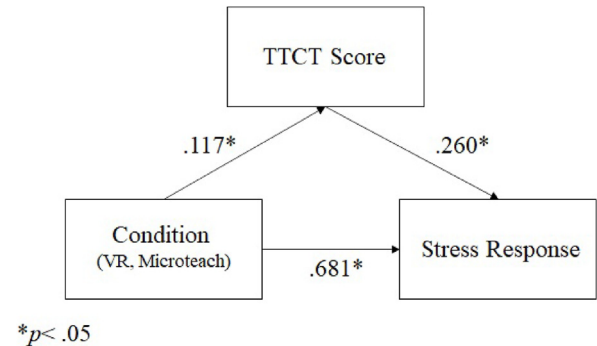 TTCT Score
.117*
.260*
Condition
(VR, Microteach)
Stress Response
.681*
*p< .05